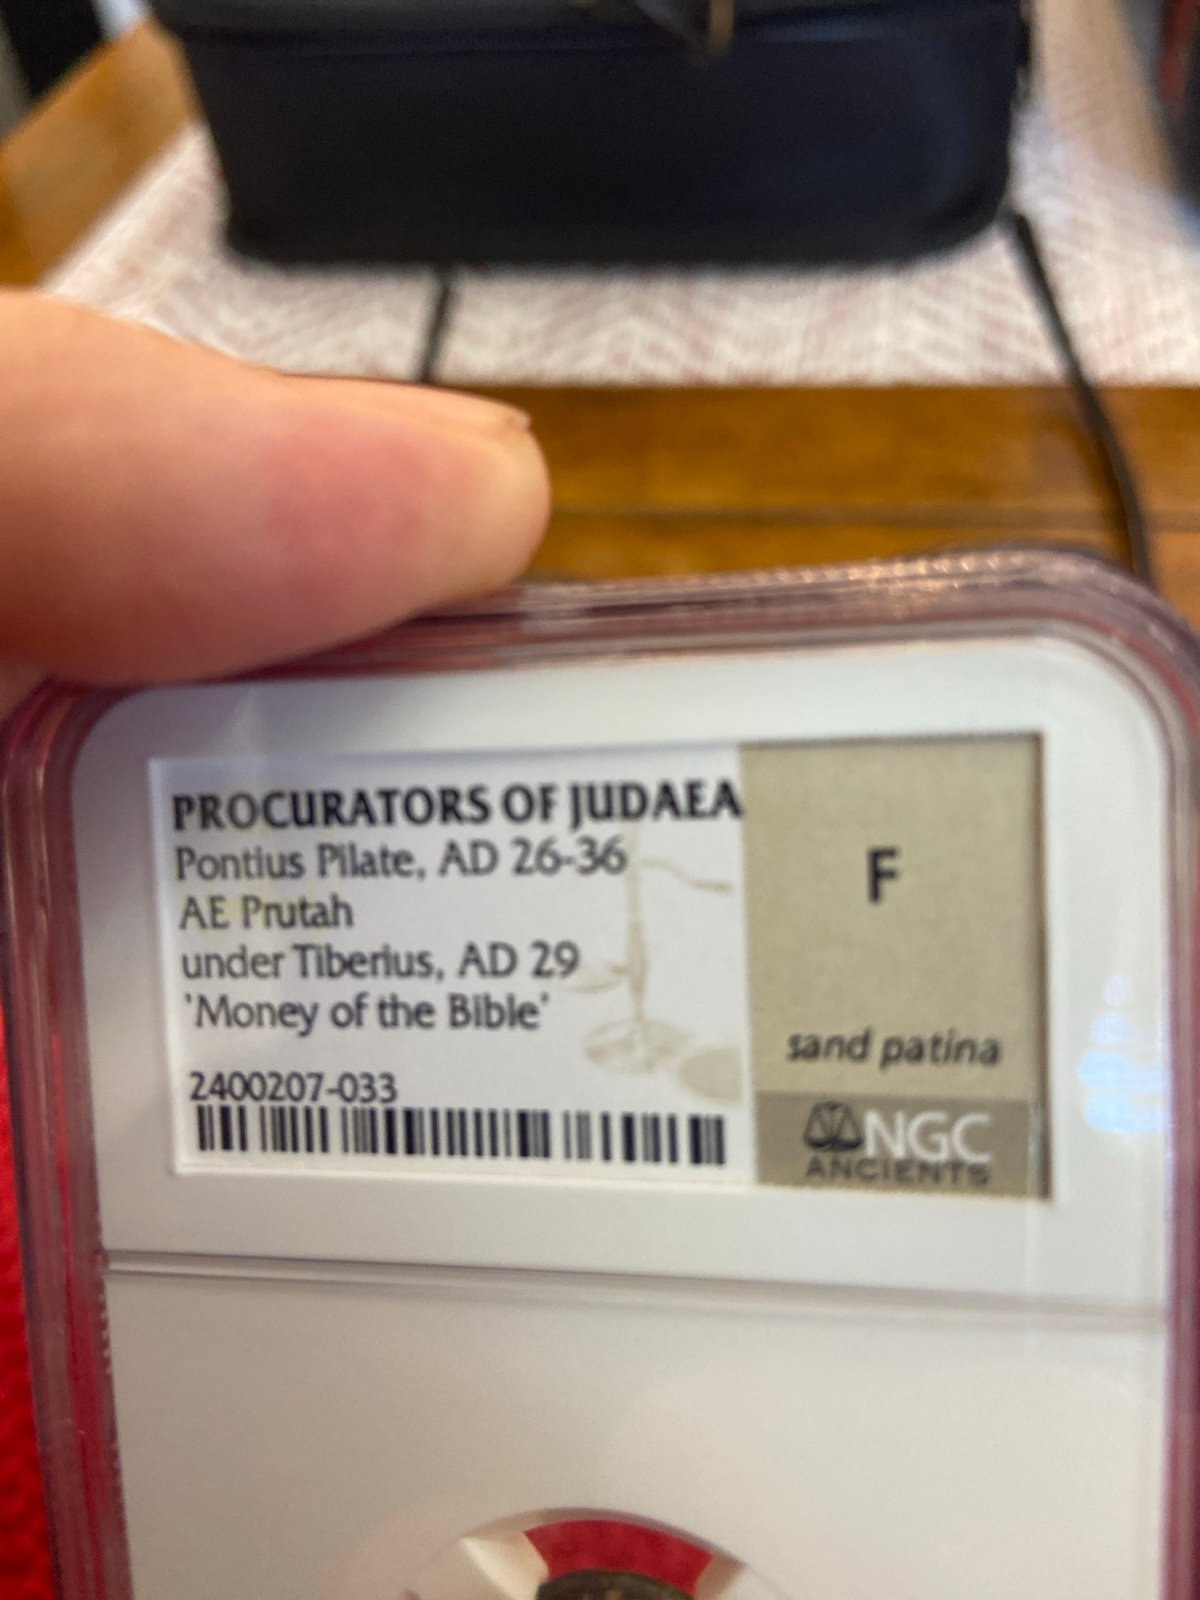 PROCURATORS OF JUDAEA
Pontius Pilate, AD 26-36
AE Prutah
under Tiberius, AD 29
'Money of the Bible'
2400207-033
F
sand patina
NGC
ANCIENTS